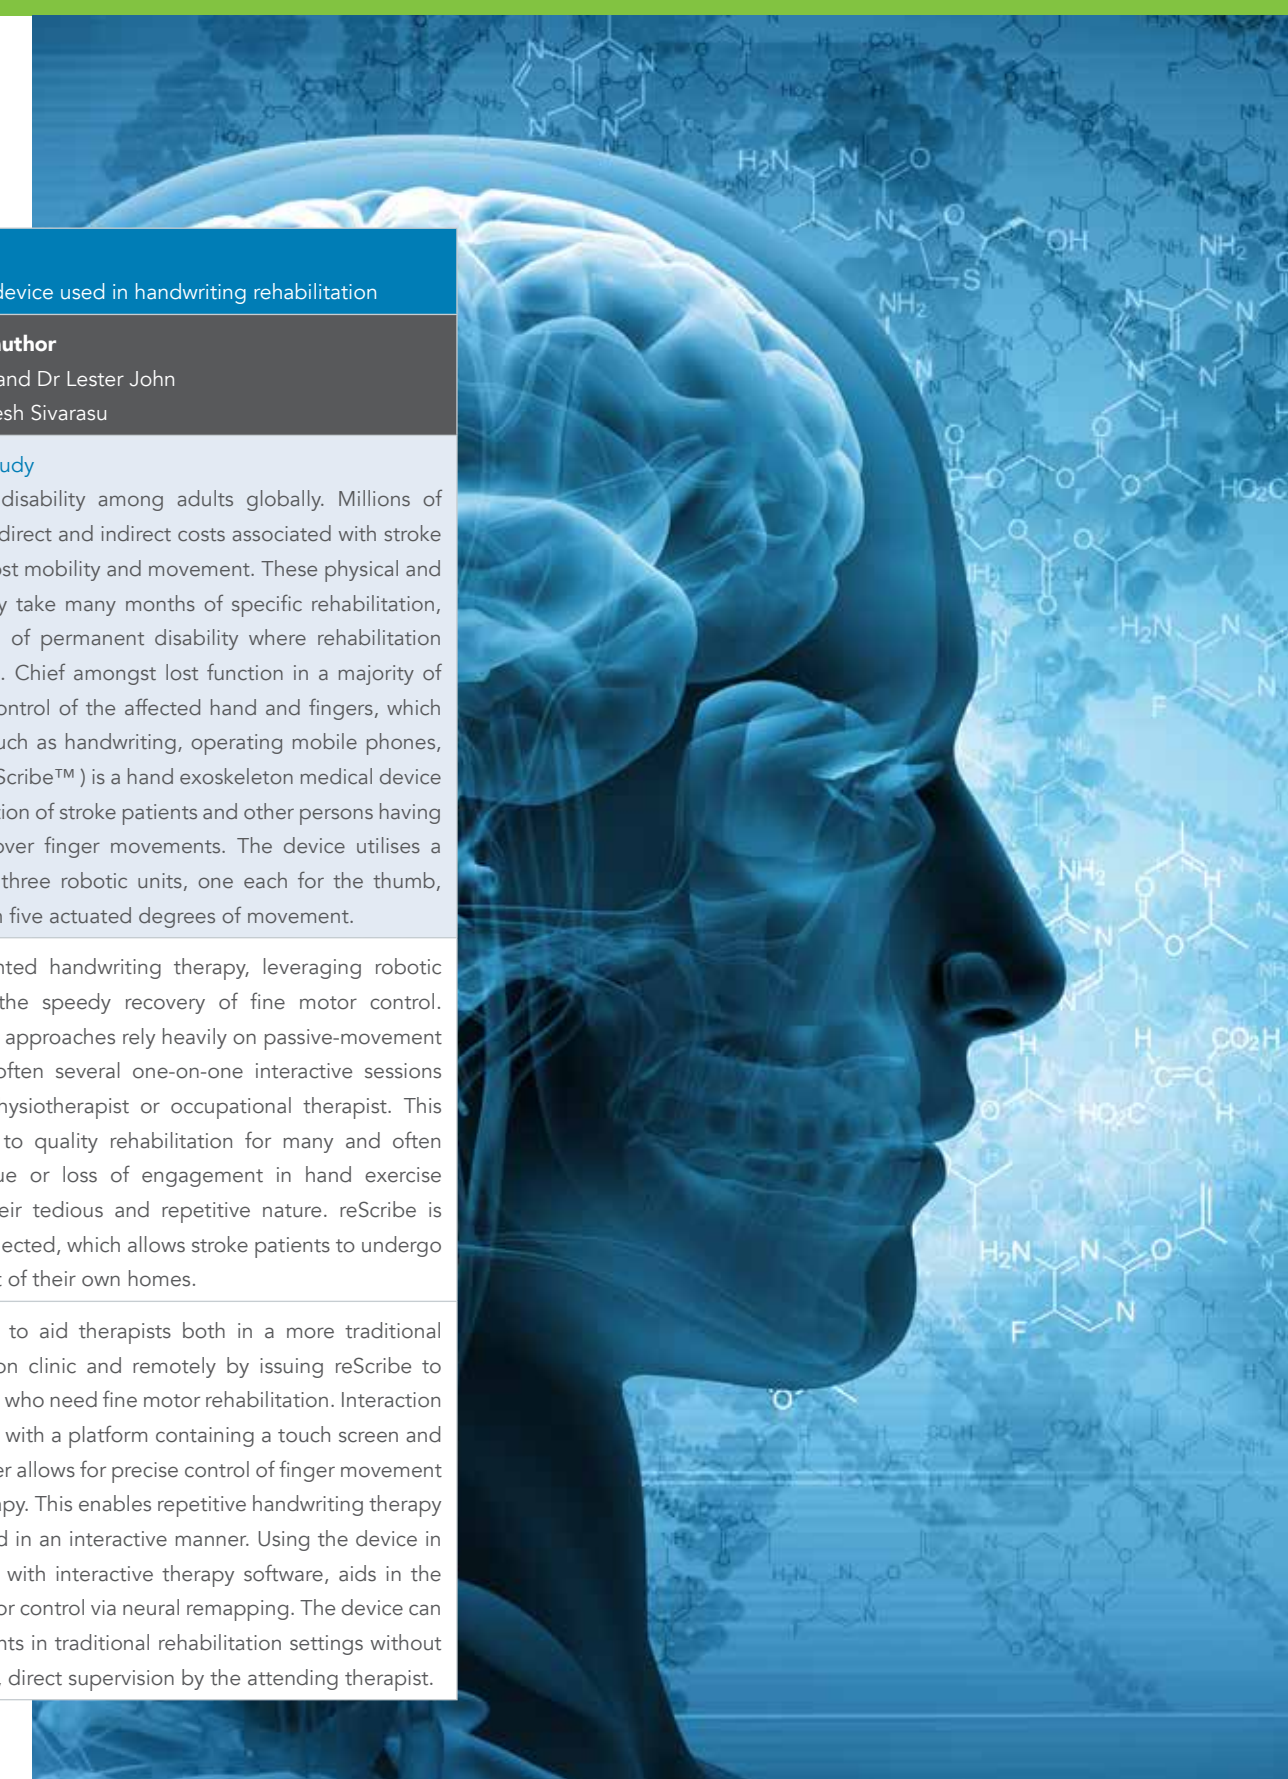 device used in handwriting rehabilitation
author
and Dr Lester John
esh Sivarasu
tudy
disability among adults globally. Millions of
direct and indirect costs associated with stroke
ost mobility and movement. These physical and
y take many months of specific rehabilitation,
of permanent disability where rehabilitation
. Chief amongst lost function in a majority of
ontrol of the affected hand and fingers, which
uch as handwriting, operating mobile phones,
Scribe™ ) is a hand exoskeleton medical device
tion of stroke patients and other persons having
over finger movements. The device utilises a
three robotic units, one each for the thumb,
n five actuated degrees of movement.
nted handwriting therapy, leveraging robotic
the speedy recovery of fine motor control.
approaches rely heavily on passive-movement
often several one-on-one interactive sessions
hysiotherapist or occupational therapist. This
to quality rehabilitation for many and often
ue or loss of engagement in hand exercise
eir tedious and repetitive nature. reScribe is
ected, which allows stroke patients to undergo
t of their own homes.
to aid therapists both in a more traditional
on clinic and remotely by issuing reScribe to
who need fine motor rehabilitation. Interaction
with a platform containing a touch screen and
er allows for precise control of finger movement
apy. This enables repetitive handwriting therapy
d in an interactive manner. Using the device in
with interactive therapy software, aids in the
or control via neural remapping. The device can
nts in traditional rehabilitation settings without
, direct supervision by the attending therapist.